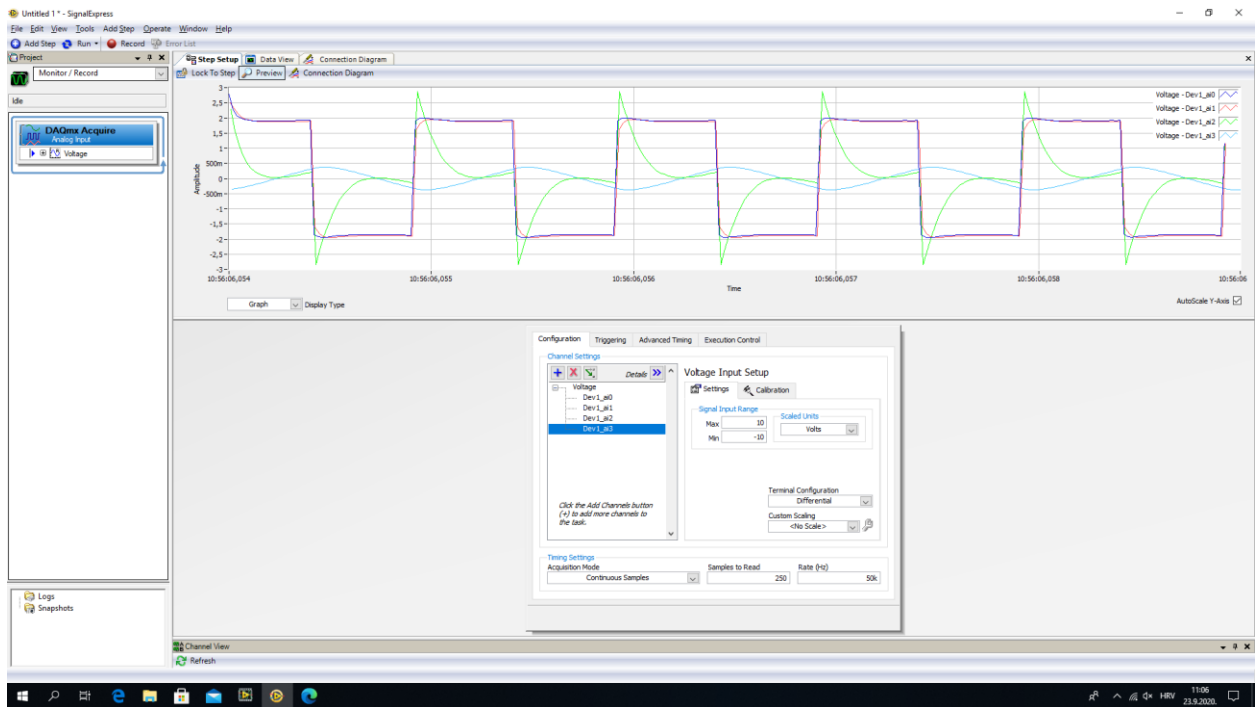 Untitled 1 * - SignalExpress
File Edit View Tools Add Step Operate Window Help
Add Step Run Record Error List
Project
Step Setup Data View Connection Diagram
Monitor / Record
Lock To Step Preview Connection Diagram
Idle
DAQmx Acquire
Analog Input
Voltage
Amplitude
3
2,5
2
1,5
1
500m
0
-500m
-1
-1,5
-2
-2,5
-3
Voltage - Dev1_ai0
Voltage - Dev1_ai1
Voltage - Dev1_ai2
Voltage - Dev1_ai3
10:56:06,054 10:56:06,055 10:56:06,056 10:56:06,057 10:56:06,058 10:56:06
Time
Graph Display Type
AutoScale Y-Axis
Configuration Triggering Advanced Timing Execution Control
Channel Settings
Details
Voltage
Dev1_ai0
Dev1_ai1
Dev1_ai2
Dev1_ai3
Click the Add Channels button
(+) to add more channels to
the task.
Voltage Input Setup
Settings Calibration
Signal Input Range
Max 10
Min -10
Scaled Units
Volts
Terminal Configuration
Differential
Custom Scaling
<No Scale>
Timing Settings
Acquisition Mode Samples to Read Rate (Hz)
Continuous Samples 250 50k
Logs
Snapshots
Channel View
Refresh
HRV
11:06
23.9.2020.